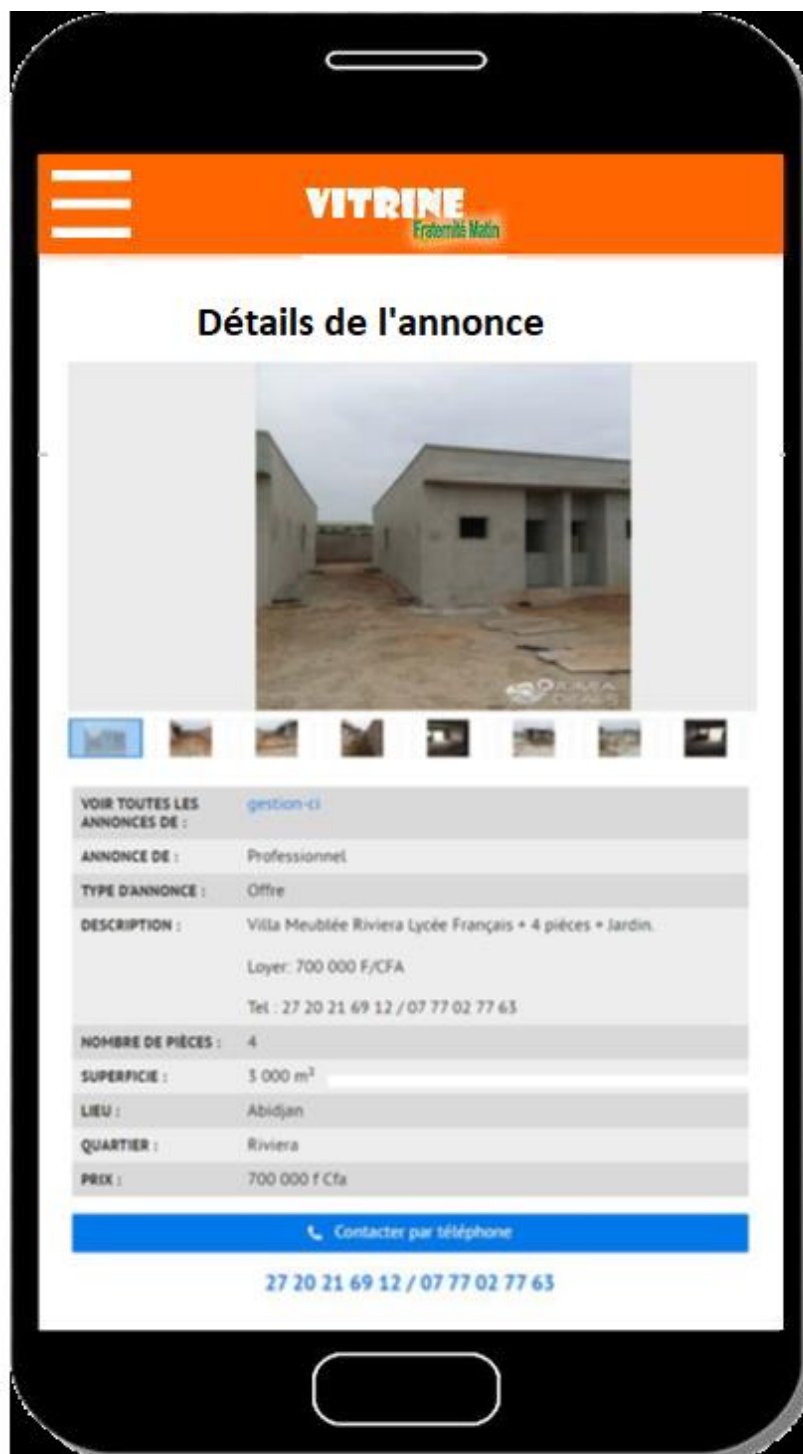 VITRINE
Fraternité Matin
Détails de l'annonce
VOIR TOUTES LES
ANNONCES DE :
gestion-ci
ANNONCE DE : Professionnel
TYPE D'ANNONCE : Offre
DESCRIPTION : Villa Meublée Riviera Lycée Français + 4 pièces + Jardin.
Loyer: 700 000 F/CFA
Tel : 27 20 21 69 12 / 07 77 02 77 63
NOMBRE DE PIÈCES : 4
SUPERFICIE : 3 000 m²
LIEU : Abidjan
QUARTIER : Riviera
PRIX : 700 000 f Cfa
Contacter par téléphone
27 20 21 69 12 / 07 77 02 77 63